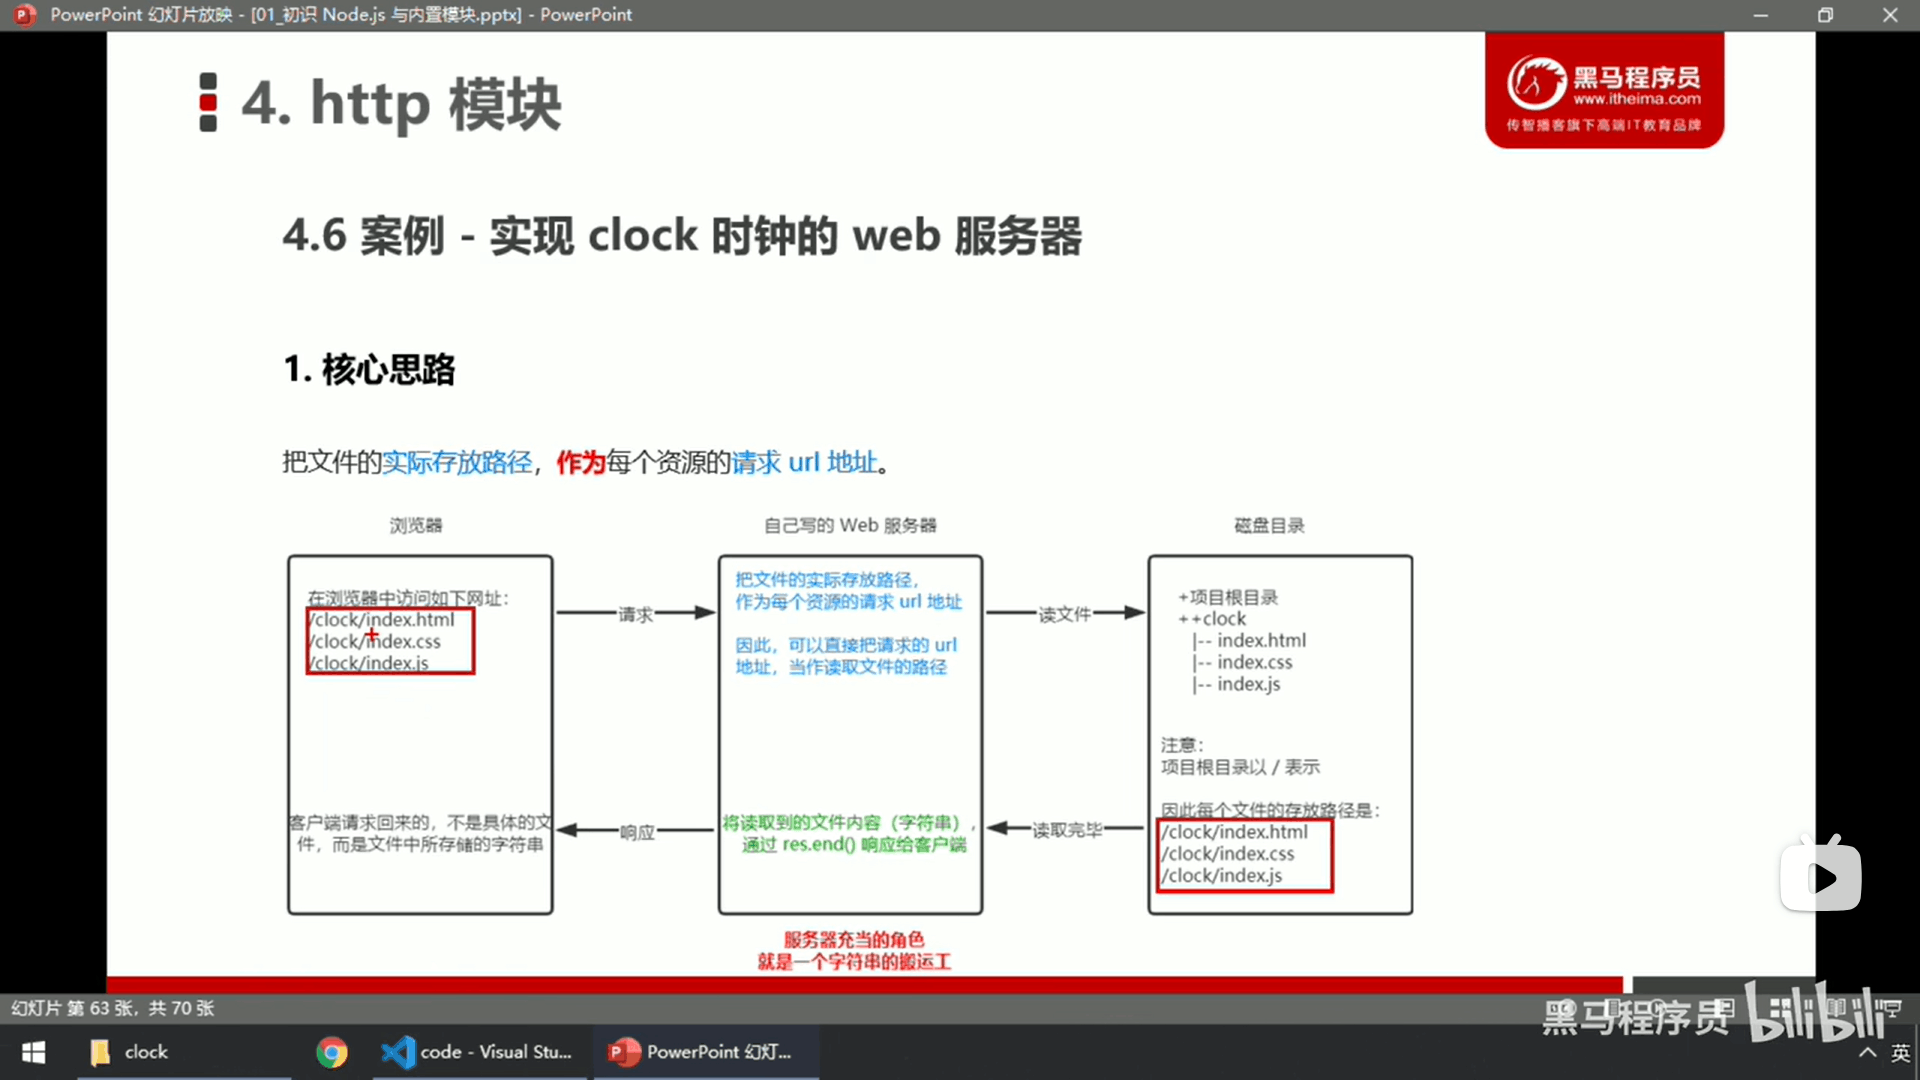 PowerPoint 幻灯片放映 - [01_初识 Node.js 与内置模块.pptx] - PowerPoint
4. http 模块
黑马程序员
www.itheima.com
传智播客旗下高端IT教育品牌
4.6 案例 - 实现 clock 时钟的 web 服务器
1. 核心思路
把文件的实际存放路径，作为每个资源的请求 url 地址。
浏览器
在浏览器中访问如下网址：
/clock/index.html
/clock/index.css
/clock/index.js
客户端请求回来的，不是具体的文
件，而是文件中所存储的字符串
请求
响应
自己写的 Web 服务器
把文件的实际存放路径，
作为每个资源的请求 url 地址
因此，可以直接把请求的 url
地址，当作读取文件的路径
将读取到的文件内容（字符串），
通过 res.end() 响应给客户端
服务器充当的角色
就是一个字符串的搬运工
读文件
读取完毕
磁盘目录
+项目根目录
++clock
|-- index.html
|-- index.css
|-- index.js
注意：
项目根目录以 / 表示
因此每个文件的存放路径是：
/clock/index.html
/clock/index.css
/clock/index.js
幻灯片 第 63 张，共 70 张
黑马程序员 bilibili
clock
code - Visual Stu...
PowerPoint 幻灯...
英